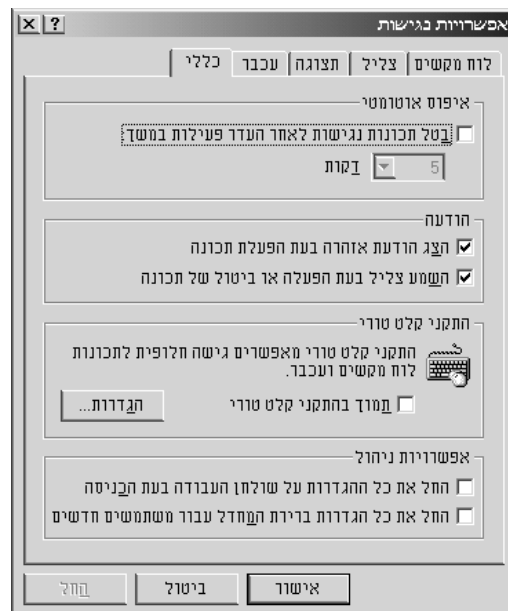 אפשרויות נגישות
לוח מקשים צליל תצוגה עכבר כללי
איפוס אוטומטי
בטל תכונות נגישות לאחר העדר פעילות במשך:
5 דקות
הודעה
הצג הודעת אזהרה בעת הפעלת תכונה
השמע צליל בעת הפעלה או ביטול של תכונה
התקני קלט טורי
התקני קלט טורי מאפשרים גישה חלופית לתכונות
לוח מקשים ועכבר.
תמוך בהתקני קלט טורי הגדרות...
אפשרויות ניהול
החל את כל ההגדרות על שולחן העבודה בעת הכניסה
החל את כל הגדרות ברירת המחדל עבור משתמשים חדשים
אישור ביטול החל